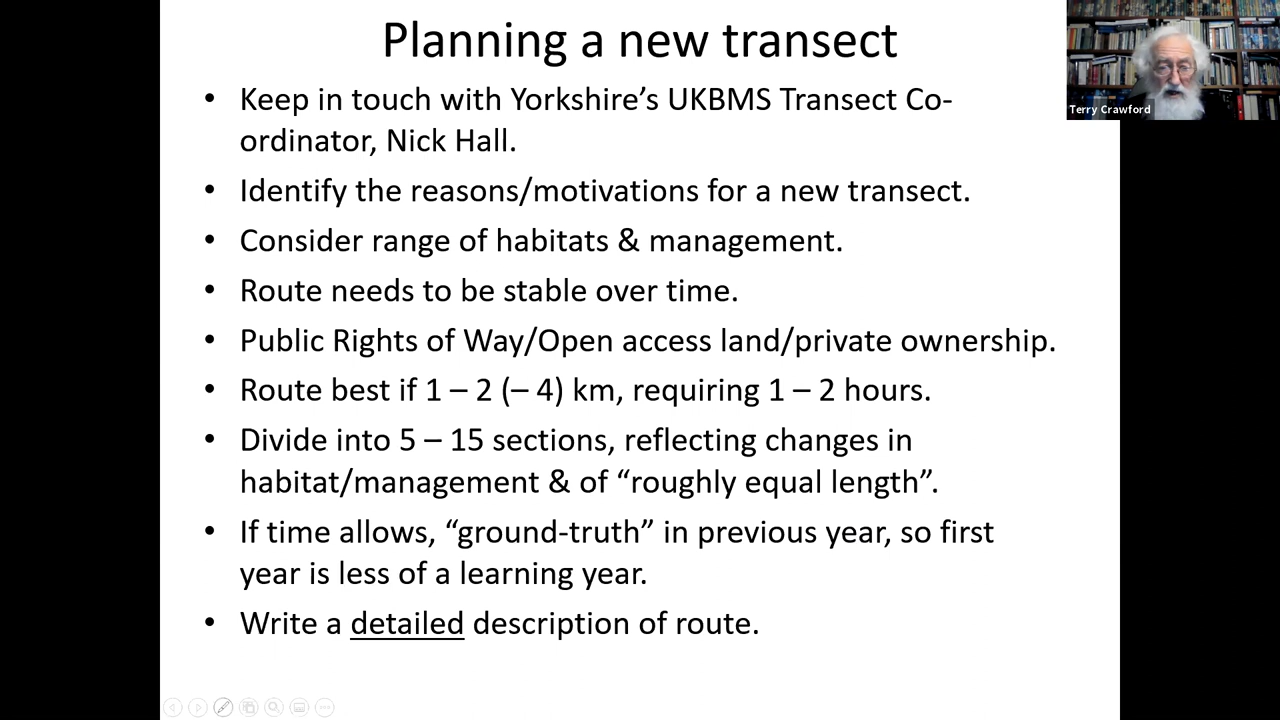 Planning a new transect
• Keep in touch with Yorkshire’s UKBMS Transect Co-
ordinator, Nick Hall.
• Identify the reasons/motivations for a new transect.
• Consider range of habitats & management.
• Route needs to be stable over time.
• Public Rights of Way/Open access land/private ownership.
• Route best if 1 – 2 (– 4) km, requiring 1 – 2 hours.
• Divide into 5 – 15 sections, reflecting changes in
habitat/management & of “roughly equal length”.
• If time allows, “ground-truth” in previous year, so first
year is less of a learning year.
• Write a detailed description of route.
Terry Crawford